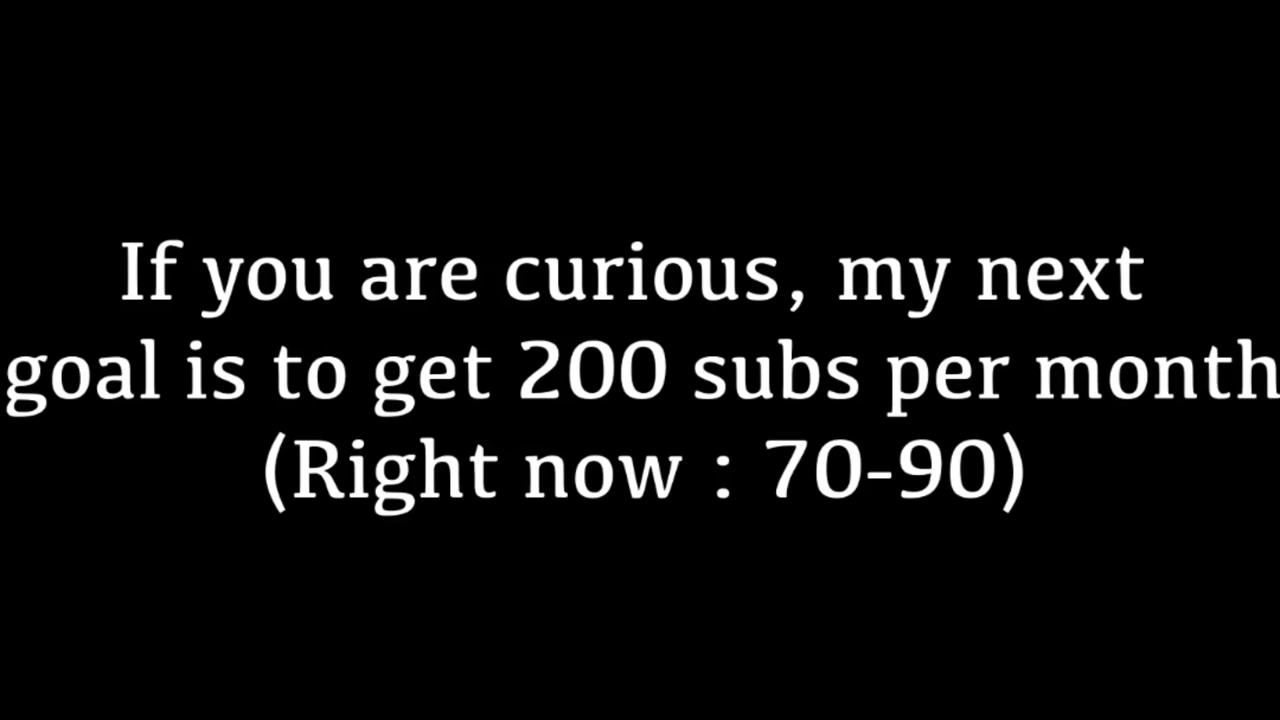 If you are curious, my next
goal is to get 200 subs per month
(Right now : 70-90)